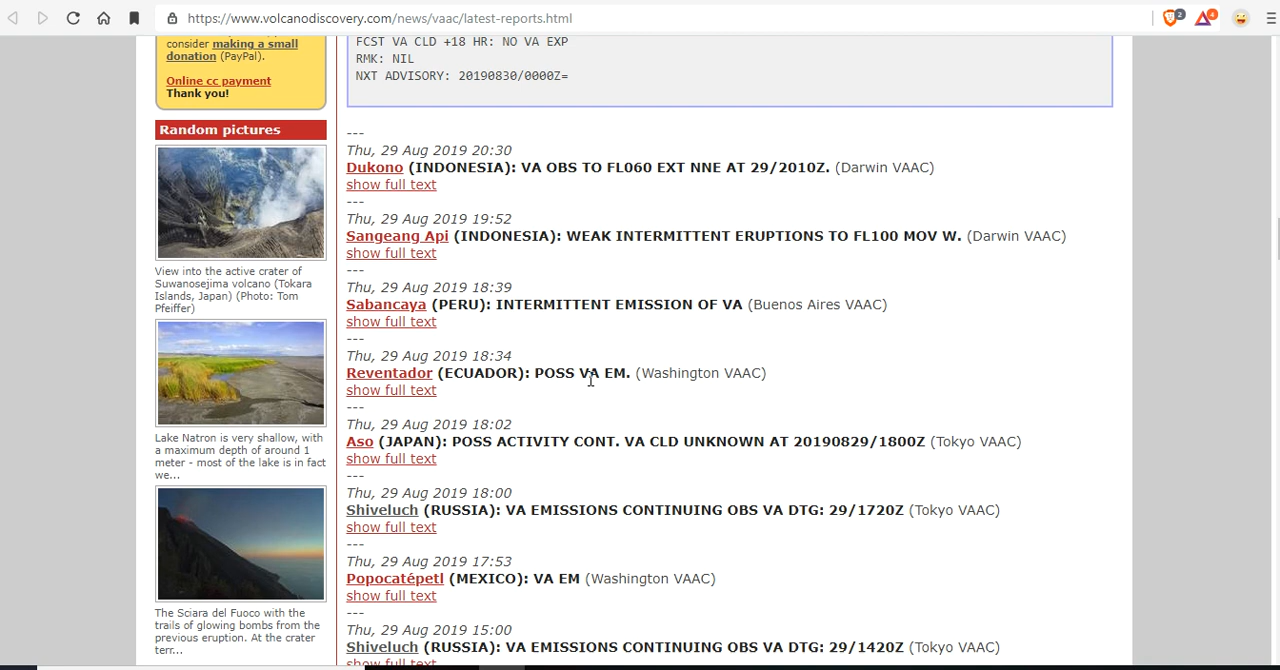 https://www.volcanodiscovery.com/news/vaac/latest-reports.html
2
4
consider making a small
donation (PayPal).
Online cc payment
Thank you!
Random pictures
View into the active crater of
Suwanosejima volcano (Tokara
Islands, Japan) (Photo: Tom
Pfeiffer)
Lake Natron is very shallow, with
a maximum depth of around 1
meter - most of the lake is in fact
we...
The Sciara del Fuoco with the
trails of glowing bombs from the
previous eruption. At the crater
terr...
FCST VA CLD +18 HR: NO VA EXP
RMK: NIL
NXT ADVISORY: 20190830/0000Z=
---
Thu, 29 Aug 2019 20:30
Dukono (INDONESIA): VA OBS TO FL060 EXT NNE AT 29/2010Z. (Darwin VAAC)
show full text
---
Thu, 29 Aug 2019 19:52
Sangeang Api (INDONESIA): WEAK INTERMITTENT ERUPTIONS TO FL100 MOV W. (Darwin VAAC)
show full text
---
Thu, 29 Aug 2019 18:39
Sabancaya (PERU): INTERMITTENT EMISSION OF VA (Buenos Aires VAAC)
show full text
---
Thu, 29 Aug 2019 18:34
Reventador (ECUADOR): POSS VA EM. (Washington VAAC)
show full text
---
Thu, 29 Aug 2019 18:02
Aso (JAPAN): POSS ACTIVITY CONT. VA CLD UNKNOWN AT 20190829/1800Z (Tokyo VAAC)
show full text
---
Thu, 29 Aug 2019 18:00
Shiveluch (RUSSIA): VA EMISSIONS CONTINUING OBS VA DTG: 29/1720Z (Tokyo VAAC)
show full text
---
Thu, 29 Aug 2019 17:53
Popocatépetl (MEXICO): VA EM (Washington VAAC)
show full text
---
Thu, 29 Aug 2019 15:00
Shiveluch (RUSSIA): VA EMISSIONS CONTINUING OBS VA DTG: 29/1420Z (Tokyo VAAC)
show full text